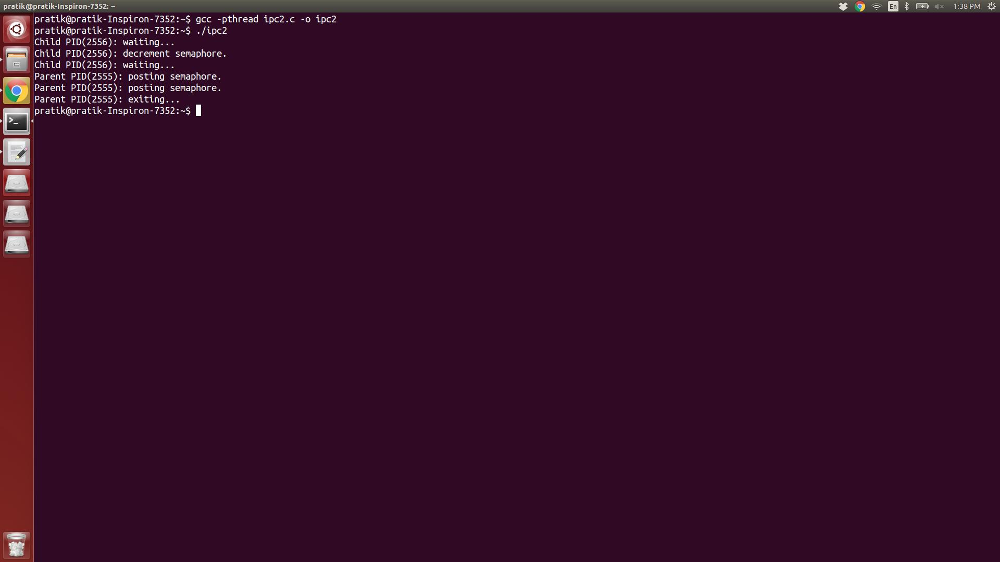 pratik@pratik-Inspiron-7352: ~
En
1:38 PM
pratik@pratik-Inspiron-7352:~$ gcc -pthread ipc2.c -o ipc2
pratik@pratik-Inspiron-7352:~$ ./ipc2
Child PID(2556): waiting...
Child PID(2556): decrement semaphore.
Child PID(2556): waiting...
Parent PID(2555): posting semaphore.
Parent PID(2555): posting semaphore.
Parent PID(2555): exiting...
pratik@pratik-Inspiron-7352:~$